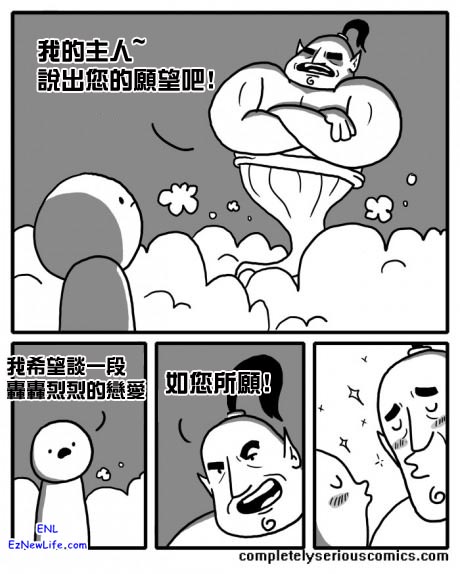 我的主人~
說出您的願望吧!
我希望談一段
轟轟烈烈的戀愛
如您所願!
ENL
EzNewLife.com
completelyseriouscomics.com